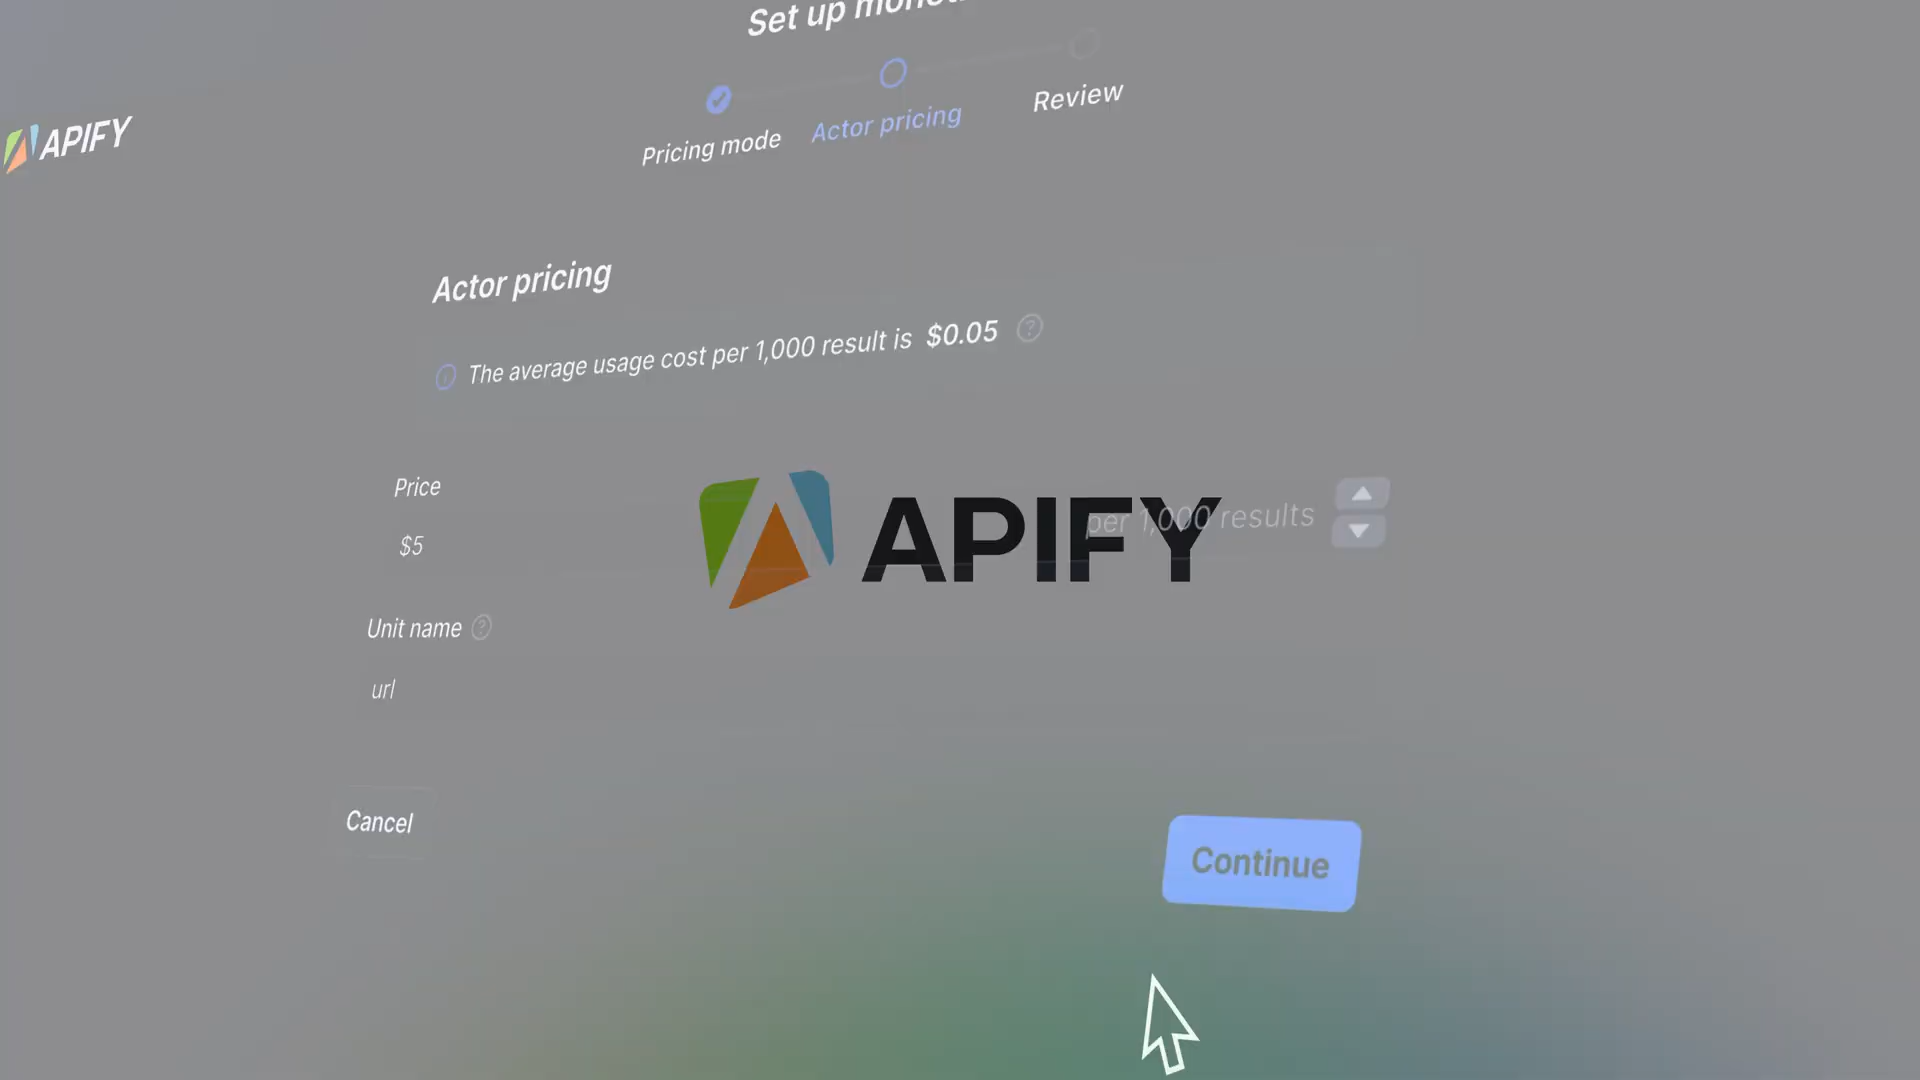 Set up
APIFY
Pricing mode
Actor pricing
Review
Actor pricing
The average usage cost per 1,000 result is $0.05
Price
$5
per 1,000 results
APIFY
Unit name
url
Cancel
Continue